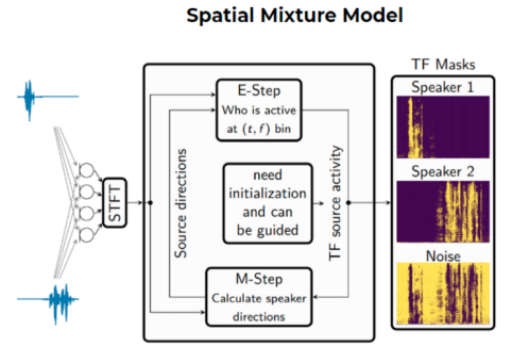 Spatial Mixture Model
TF Masks
E-Step
Who is active
at (t, f) bin
Speaker 1
STFT
Source directions
need
initialization
and can
be guided
TF source activity
Speaker 2
M-Step
Calculate speaker
directions
Noise